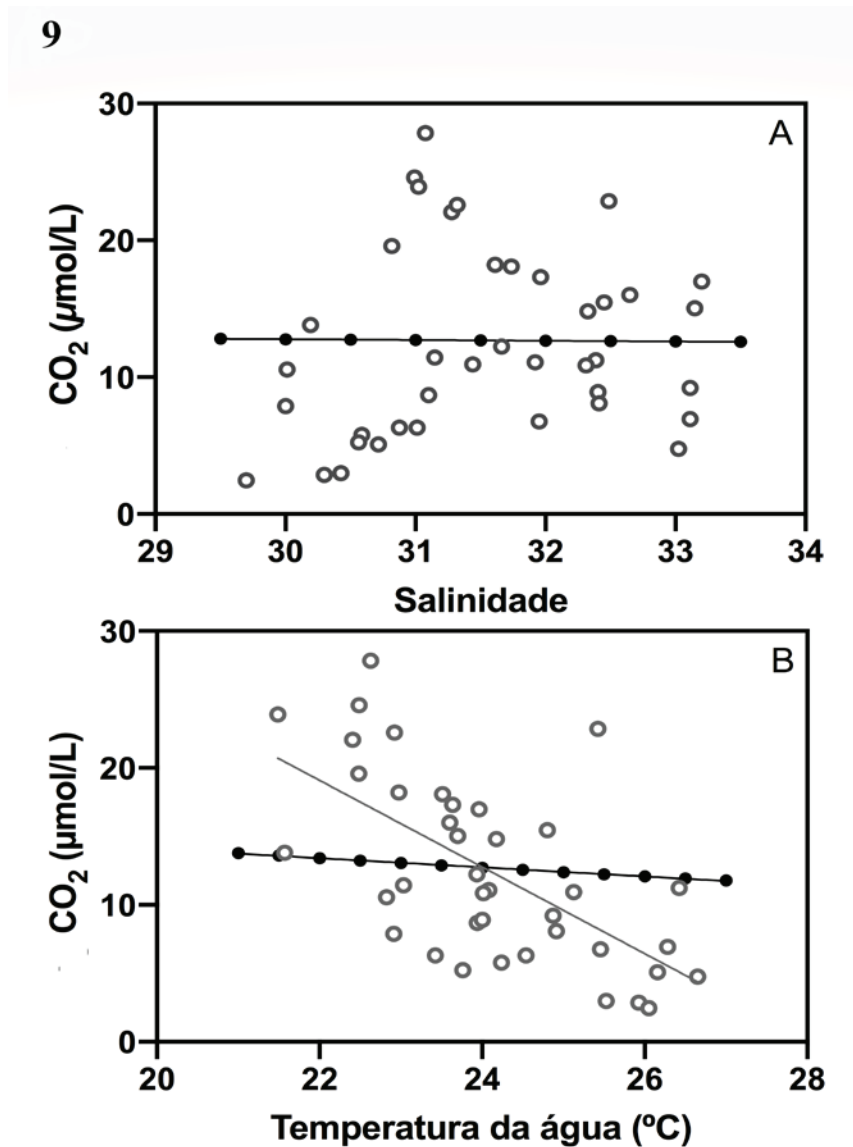 9
A
30
20
10
0
CO2 (μmol/L)
29 30 31 32 33 34
Salinidade
B
30
20
10
0
CO2 (μmol/L)
20 22 24 26 28
Temperatura da água (ºC)